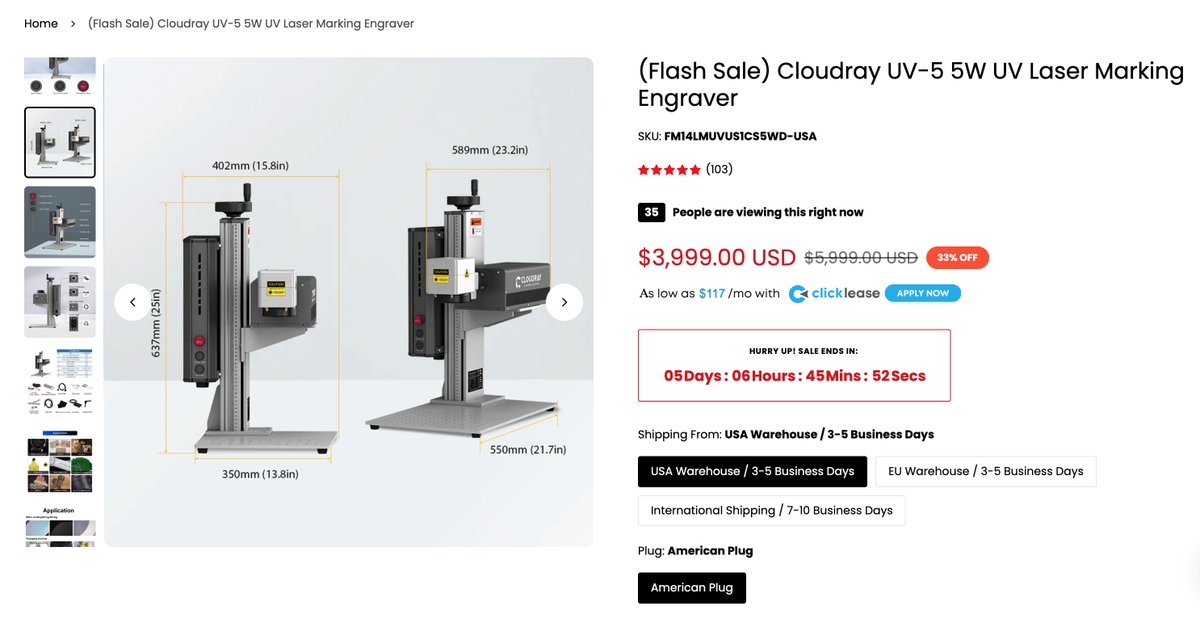 Home > (Flash Sale) Cloudray UV-5 5W UV Laser Marking Engraver
402mm (15.8in)
589mm (23.2in)
637mm (25in)
CAUTION
CAUTION
CLOUDRAY
550mm (21.7in)
350mm (13.8in)
Application
(Flash Sale) Cloudray UV-5 5W UV Laser Marking
Engraver
SKU: FM14LMUVUS1CS5WD-USA
(103)
35 People are viewing this right now
$3,999.00 USD $5,999.00 USD 33% OFF
As low as $117 /mo with clicklease APPLY NOW
HURRY UP! SALE ENDS IN:
05Days : 06Hours : 45Mins : 52Secs
Shipping From: USA Warehouse / 3-5 Business Days
USA Warehouse / 3-5 Business Days
EU Warehouse / 3-5 Business Days
International Shipping / 7-10 Business Days
Plug: American Plug
American Plug